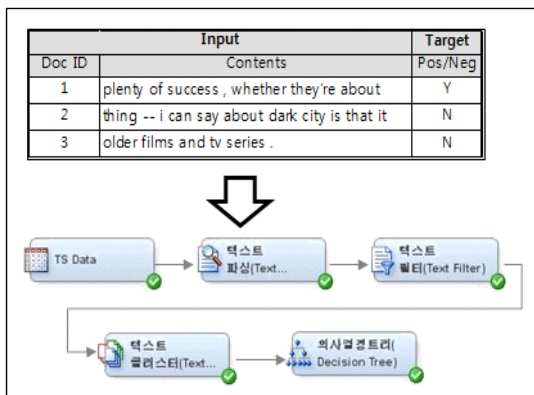 Input Target
Doc ID Contents Pos/Neg
1 plenty of success , whether they're about Y
2 thing -- i can say about dark city is that it N
3 older films and tv series . N
TS Data
텍스트
파싱(Text...
텍스트
필터(Text Filter)
텍스트
클러스터(Text...
의사결정트리(
Decision Tree)